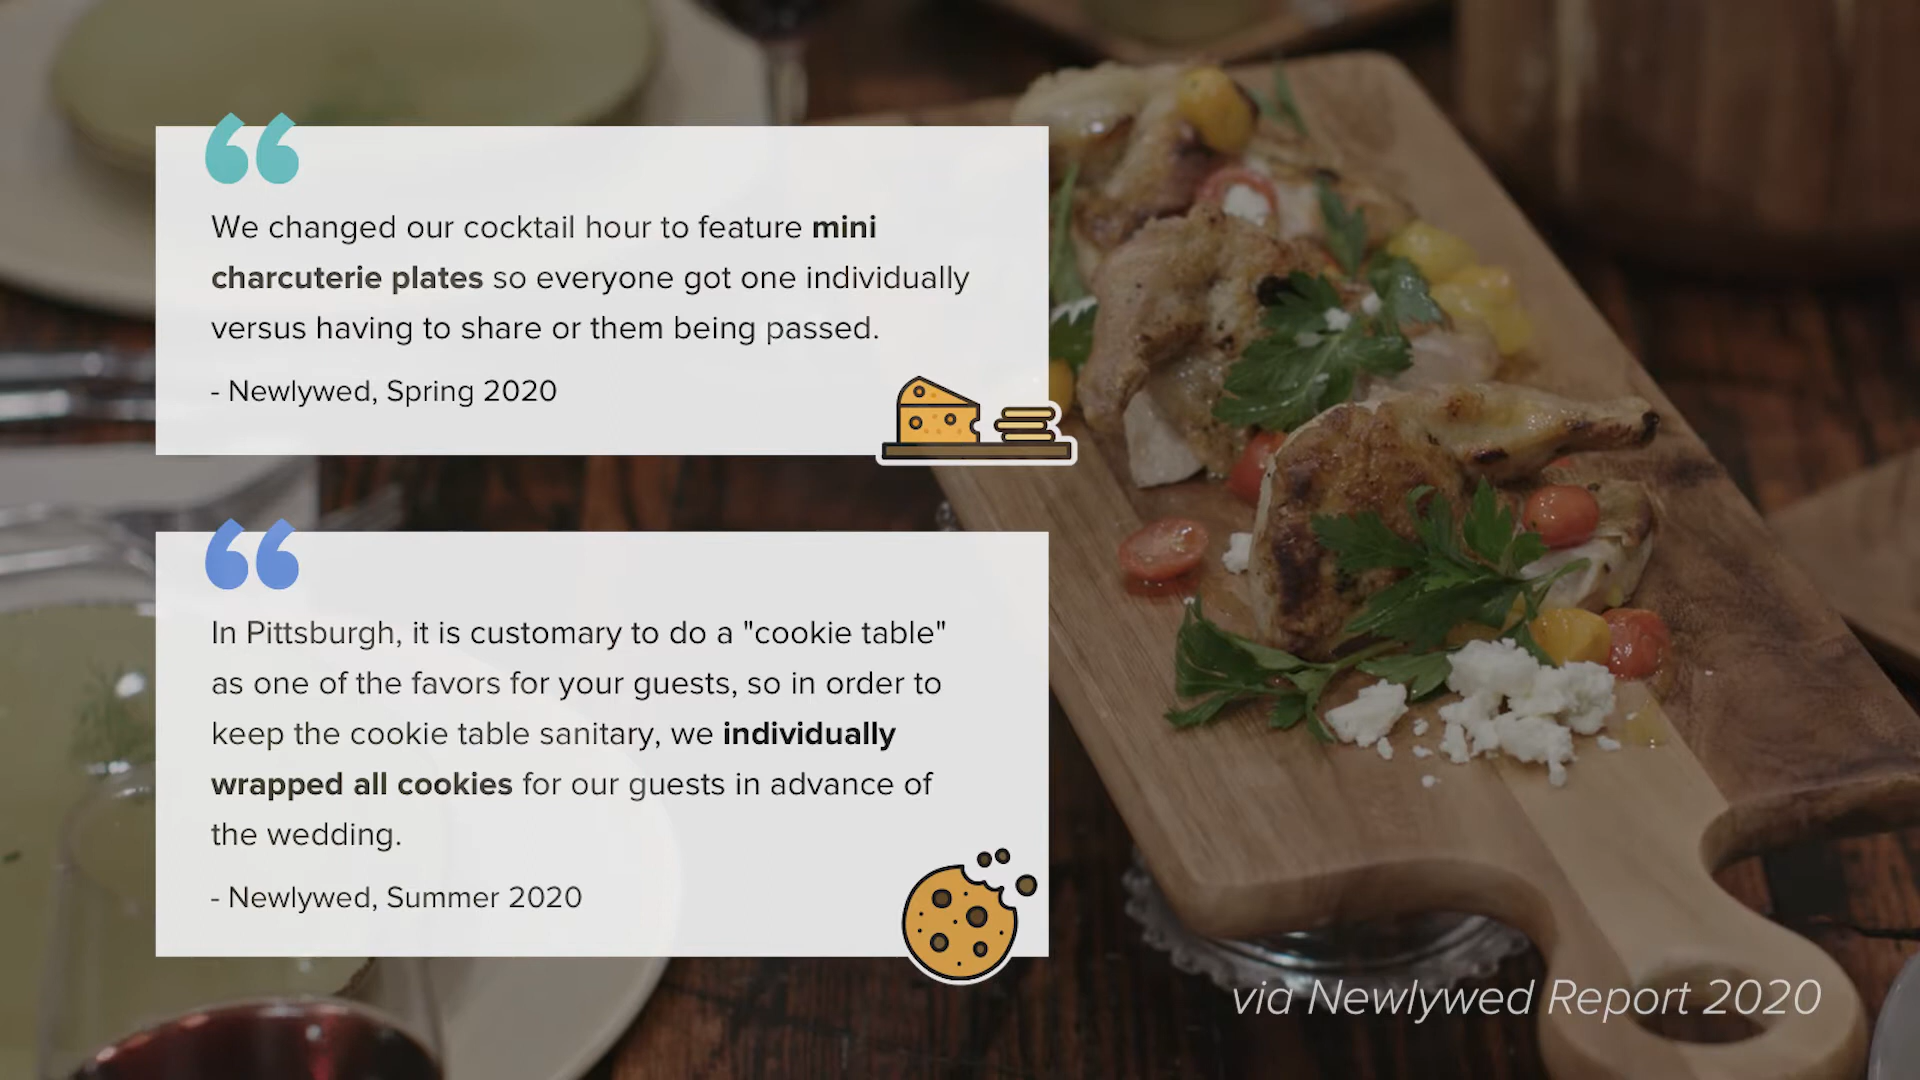 We changed our cocktail hour to feature mini
charcuterie plates so everyone got one individually
versus having to share or them being passed.
- Newlywed, Spring 2020
In Pittsburgh, it is customary to do a "cookie table"
as one of the favors for your guests, so in order to
keep the cookie table sanitary, we individually
wrapped all cookies for our guests in advance of
the wedding.
- Newlywed, Summer 2020
via Newlywed Report 2020